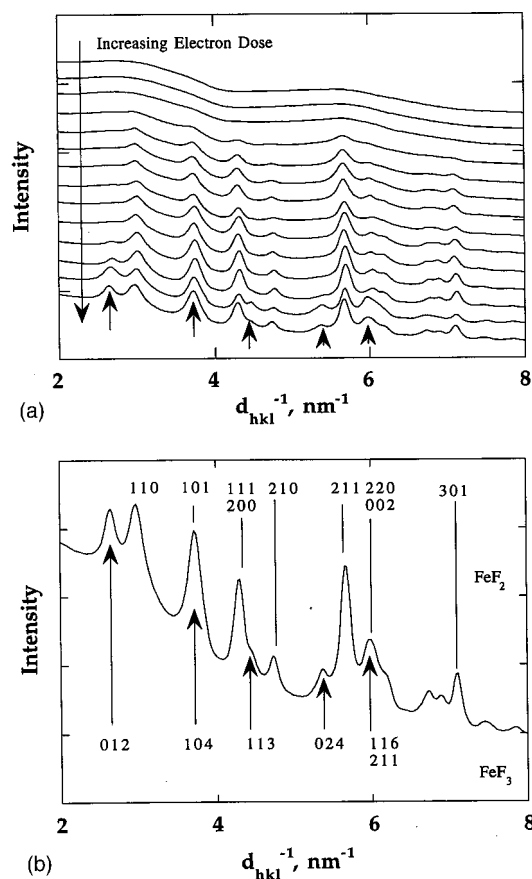 (a)
Increasing Electron Dose
Intensity
2 4 6 8
d_hkl^-1, nm^-1
(b)
110 101 111 210 211 220 301
200 002
FeF2
Intensity
012 104 113 024 116
211
FeF3
2 4 6 8
d_hkl^-1, nm^-1